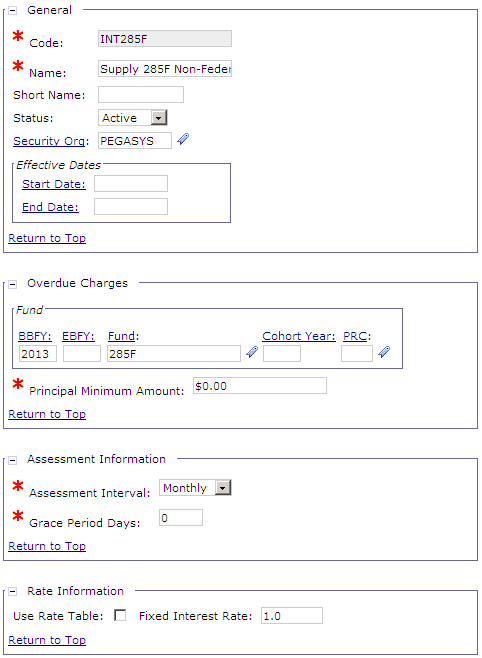 General
* Code: INT285F
* Name: Supply 285F Non-Feder
Short Name:
Status: Active
Security Org: PEGASYS
Effective Dates
Start Date:
End Date:
Return to Top
Overdue Charges
Fund
BBFY: EBFY: Fund: Cohort Year: PRC:
2013 285F
* Principal Minimum Amount: $0.00
Return to Top
Assessment Information
* Assessment Interval: Monthly
* Grace Period Days: 0
Return to Top
Rate Information
Use Rate Table: Fixed Interest Rate: 1.0
Return to Top